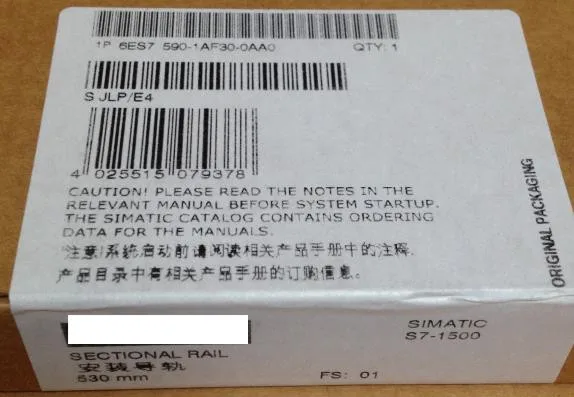 1P 6ES7 590-1AF30-0AA0 QTY: 1
S JLP/E4
4 025515 079378
CAUTION! PLEASE READ THE NOTES IN THE
RELEVANT MANUAL BEFORE SYSTEM STARTUP.
THE SIMATIC CATALOG CONTAINS ORDERING
DATA FOR THE MANUALS.
注意!系统启动前请阅读相关产品手册中的注释.
产品目录中有相关产品手册的订购信息。
ORIGINAL PACKAGING
SIMATIC
S7-1500
SECTIONAL RAIL
安装导轨
530 mm FS: 01